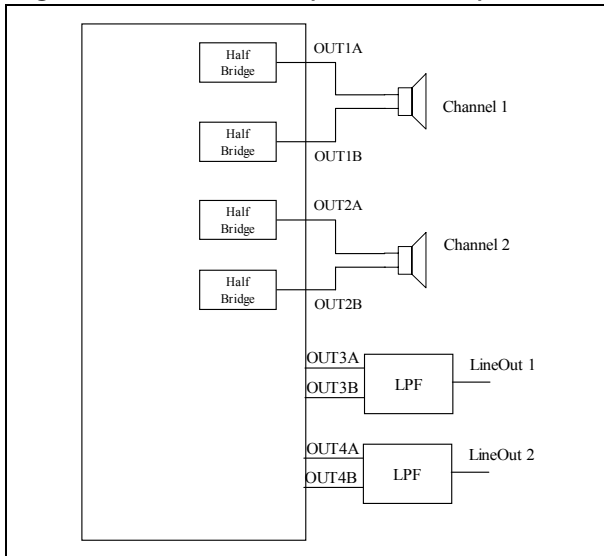 Half
Bridge
OUT1A
Channel 1
Half
Bridge
OUT1B
Half
Bridge
OUT2A
Channel 2
Half
Bridge
OUT2B
OUT3A
OUT3B
LPF
LineOut 1
OUT4A
OUT4B
LPF
LineOut 2